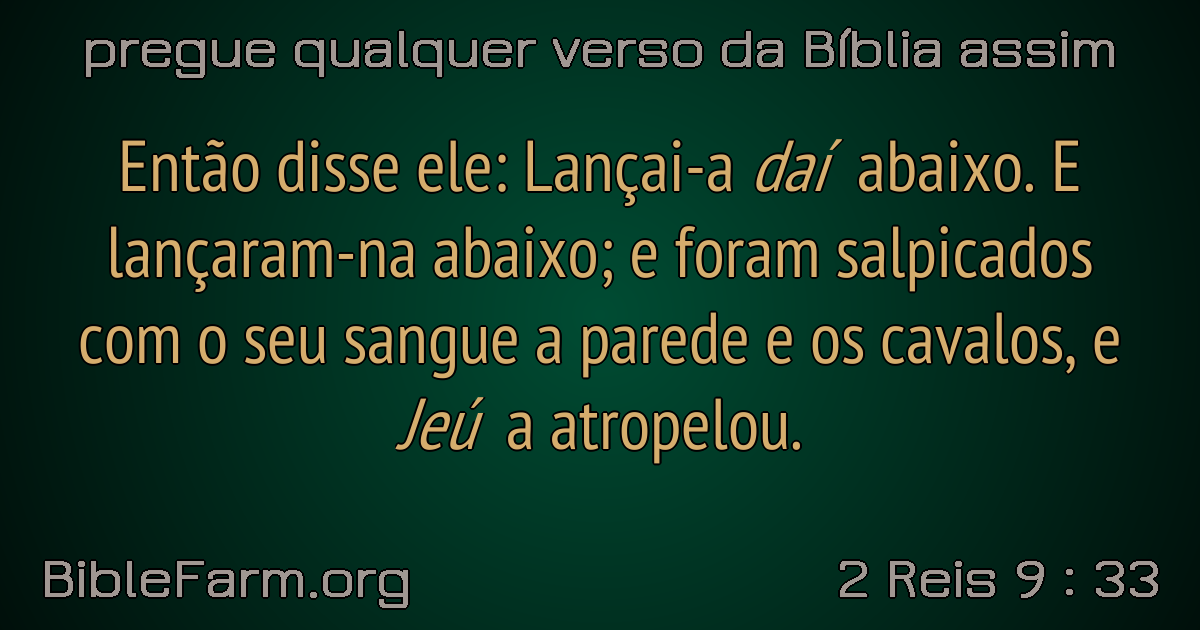 pregue qualquer verso da Bíblia assim
Então disse ele: Lançai-a daí abaixo. E
lançaram-na abaixo; e foram salpicados
com o seu sangue a parede e os cavalos, e
Jeú a atropelou.
BibleFarm.org
2 Reis 9 : 33